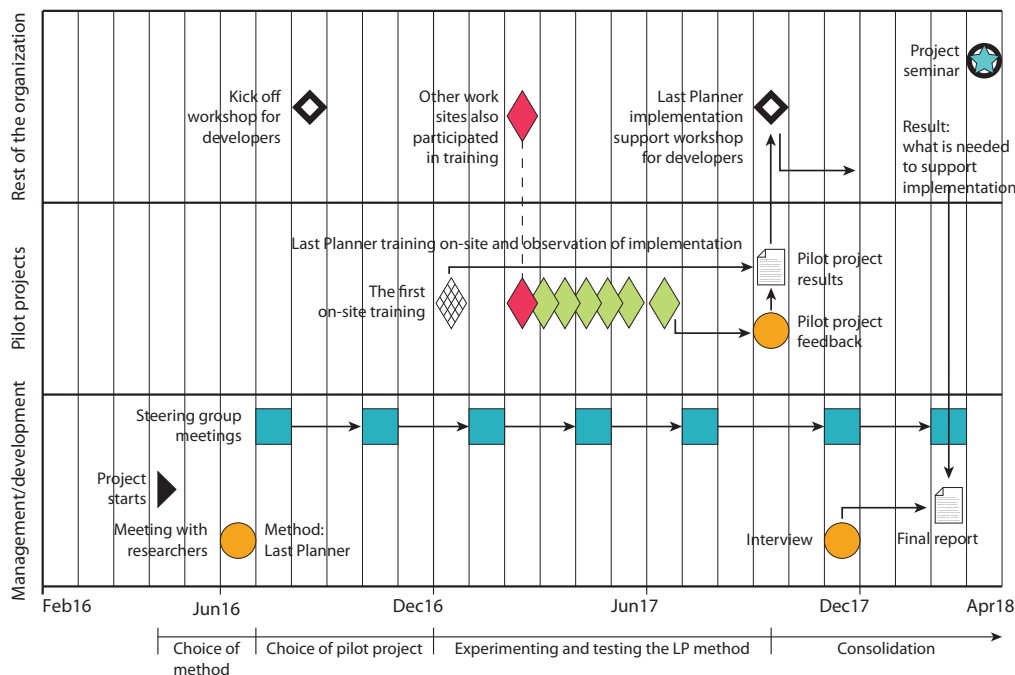 Rest of the organization
Kick off
workshop for
developers
Other work
sites also
participated
in training
Last Planner
implementation
support workshop
for developers
Project
seminar
Result:
what is needed
to support
implementation
Pilot projects
Last Planner training on-site and observation of implementation
The first
on-site training
Pilot project
results
Pilot project
feedback
Management/development
Steering group
meetings
Project
starts
Meeting with
researchers
Method:
Last Planner
Interview
Final report
Feb16
Jun16
Dec16
Jun17
Dec17
Apr18
Choice of
method
Choice of pilot project
Experimenting and testing the LP method
Consolidation